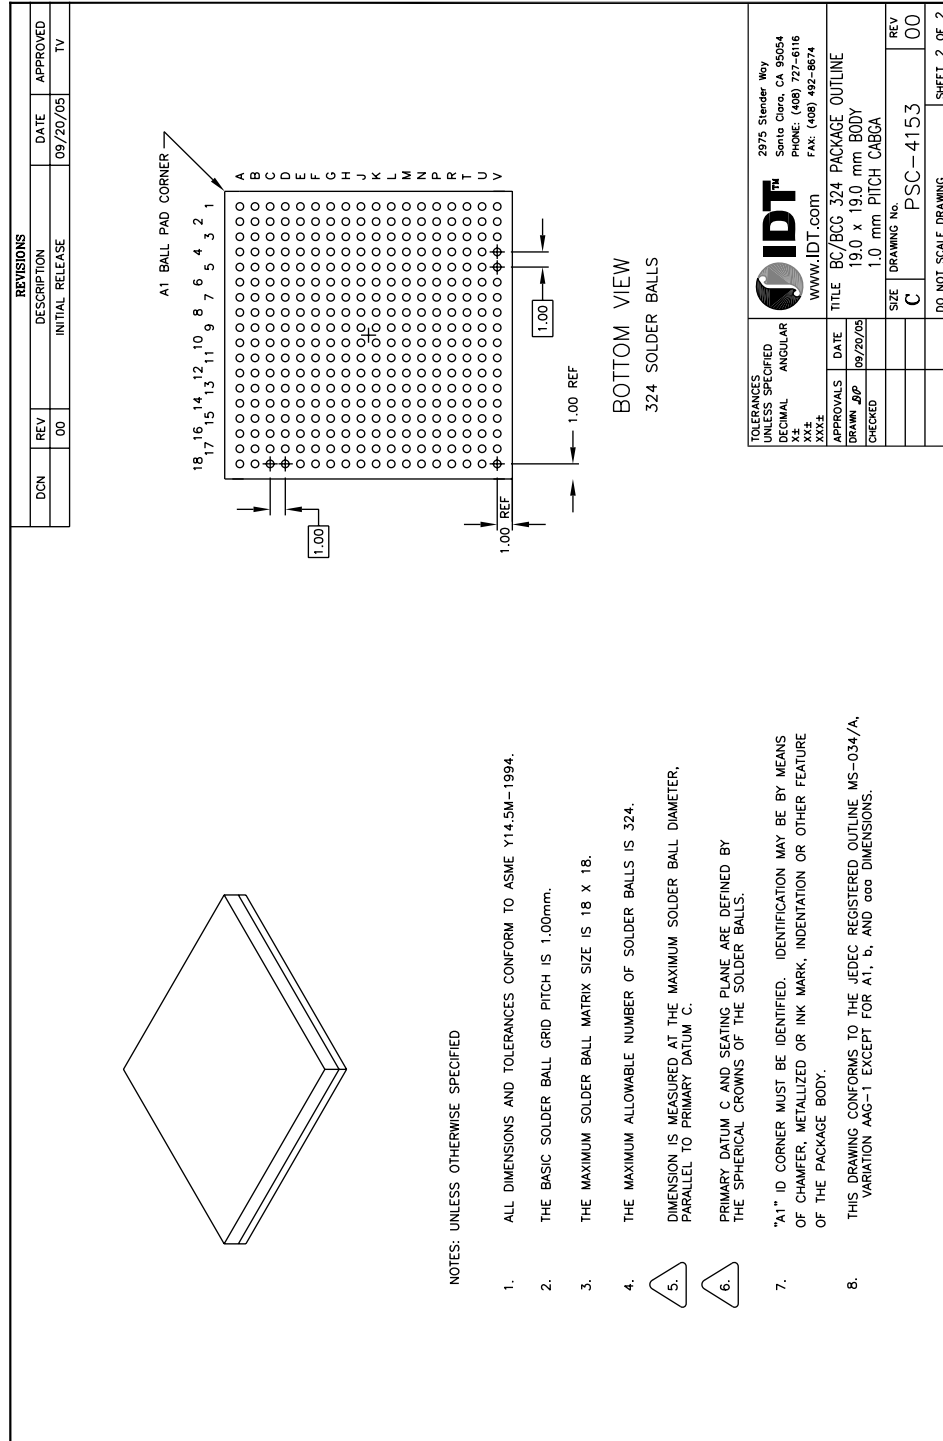 REVISIONS
DCN REV DESCRIPTION DATE APPROVED
00 INITIAL RELEASE 09/20/05 TV
A1 BALL PAD CORNER
18 17 16 15 14 13 12 11 10 9 8 7 6 5 4 3 2 1
A
B
C
D
E
F
G
H
J
K
L
M
N
P
R
T
U
V
1.00
1.00
1.00 REF
1.00 REF
BOTTOM VIEW
324 SOLDER BALLS
NOTES: UNLESS OTHERWISE SPECIFIED
1. ALL DIMENSIONS AND TOLERANCES CONFORM TO ASME Y14.5M-1994.
2. THE BASIC SOLDER BALL GRID PITCH IS 1.00mm.
3. THE MAXIMUM SOLDER BALL MATRIX SIZE IS 18 X 18.
4. THE MAXIMUM ALLOWABLE NUMBER OF SOLDER BALLS IS 324.
5. DIMENSION IS MEASURED AT THE MAXIMUM SOLDER BALL DIAMETER,
PARALLEL TO PRIMARY DATUM C.
6. PRIMARY DATUM C AND SEATING PLANE ARE DEFINED BY
THE SPHERICAL CROWNS OF THE SOLDER BALLS.
7. "A1" ID CORNER MUST BE IDENTIFIED. IDENTIFICATION MAY BE BY MEANS
OF CHAMFER, METALLIZED OR INK MARK, INDENTATION OR OTHER FEATURE
OF THE PACKAGE BODY.
8. THIS DRAWING CONFORMS TO THE JEDEC REGISTERED OUTLINE MS-034/A,
VARIATION AAG-1 EXCEPT FOR A1, b, AND aaa DIMENSIONS.
TOLERANCES
UNLESS SPECIFIED
DECIMAL ANGULAR
X±
XX±
XXX±
APPROVALS DATE
DRAWN 09/20/05
CHECKED
IDT™
www.IDT.com
2975 Stender Way
Santa Clara, CA 95054
PHONE: (408) 727-6116
FAX: (408) 492-8674
TITLE BC/BCG 324 PACKAGE OUTLINE
19.0 x 19.0 mm BODY
1.0 mm PITCH CABGA
SIZE DRAWING No. REV
C PSC-4153 00
DO NOT SCALE DRAWING SHEET 2 OF 2